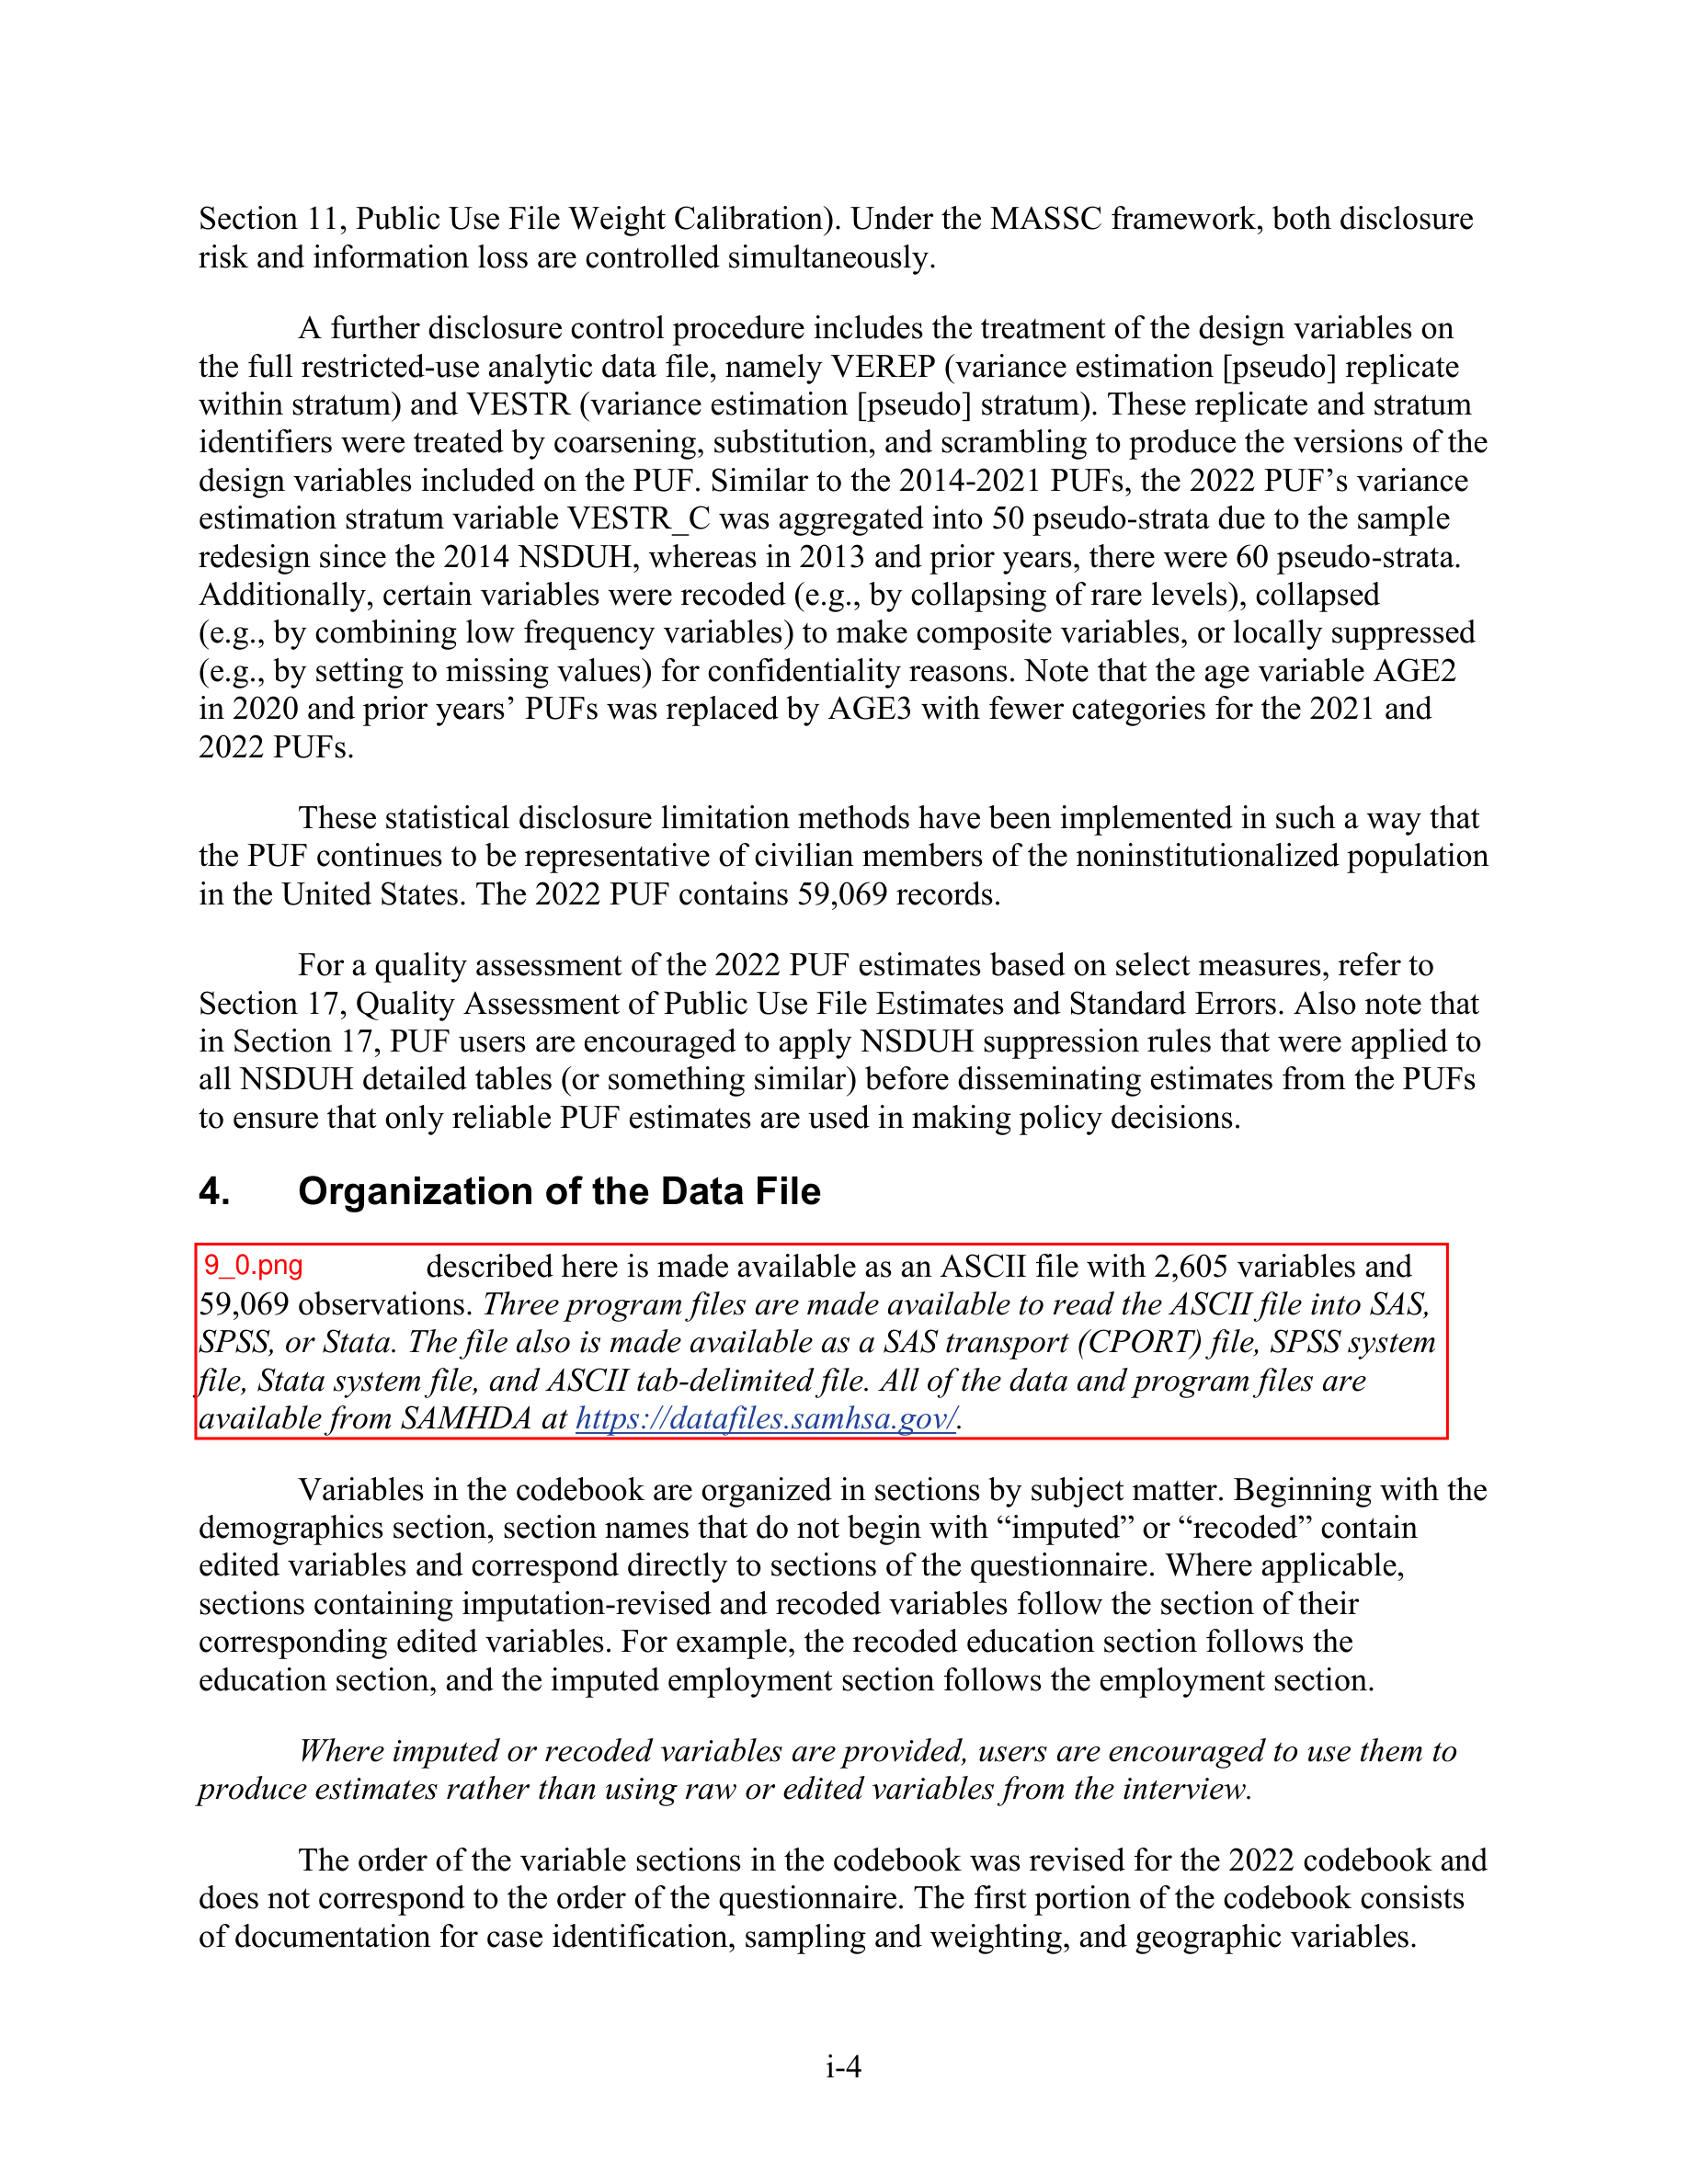 Section 11, Public Use File Weight Calibration). Under the MASSC framework, both disclosure
risk and information loss are controlled simultaneously.
A further disclosure control procedure includes the treatment of the design variables on
the full restricted-use analytic data file, namely VEREP (variance estimation [pseudo] replicate
within stratum) and VESTR (variance estimation [pseudo] stratum). These replicate and stratum
identifiers were treated by coarsening, substitution, and scrambling to produce the versions of the
design variables included on the PUF. Similar to the 2014-2021 PUFs, the 2022 PUF’s variance
estimation stratum variable VESTR_C was aggregated into 50 pseudo-strata due to the sample
redesign since the 2014 NSDUH, whereas in 2013 and prior years, there were 60 pseudo-strata.
Additionally, certain variables were recoded (e.g., by collapsing of rare levels), collapsed
(e.g., by combining low frequency variables) to make composite variables, or locally suppressed
(e.g., by setting to missing values) for confidentiality reasons. Note that the age variable AGE2
in 2020 and prior years’ PUFs was replaced by AGE3 with fewer categories for the 2021 and
2022 PUFs.
These statistical disclosure limitation methods have been implemented in such a way that
the PUF continues to be representative of civilian members of the noninstitutionalized population
in the United States. The 2022 PUF contains 59,069 records.
For a quality assessment of the 2022 PUF estimates based on select measures, refer to
Section 17, Quality Assessment of Public Use File Estimates and Standard Errors. Also note that
in Section 17, PUF users are encouraged to apply NSDUH suppression rules that were applied to
all NSDUH detailed tables (or something similar) before disseminating estimates from the PUFs
to ensure that only reliable PUF estimates are used in making policy decisions.
4. Organization of the Data File
9_0.png described here is made available as an ASCII file with 2,605 variables and
59,069 observations. Three program files are made available to read the ASCII file into SAS,
SPSS, or Stata. The file also is made available as a SAS transport (CPORT) file, SPSS system
file, Stata system file, and ASCII tab-delimited file. All of the data and program files are
available from SAMHDA at https://datafiles.samhsa.gov/.
Variables in the codebook are organized in sections by subject matter. Beginning with the
demographics section, section names that do not begin with “imputed” or “recoded” contain
edited variables and correspond directly to sections of the questionnaire. Where applicable,
sections containing imputation-revised and recoded variables follow the section of their
corresponding edited variables. For example, the recoded education section follows the
education section, and the imputed employment section follows the employment section.
Where imputed or recoded variables are provided, users are encouraged to use them to
produce estimates rather than using raw or edited variables from the interview.
The order of the variable sections in the codebook was revised for the 2022 codebook and
does not correspond to the order of the questionnaire. The first portion of the codebook consists
of documentation for case identification, sampling and weighting, and geographic variables.
i-4